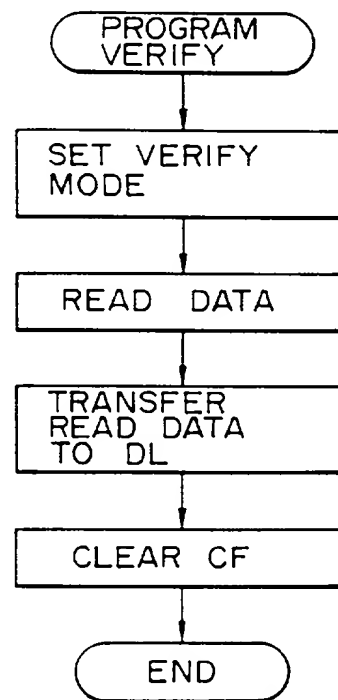 PROGRAM
VERIFY
SET VERIFY
MODE
READ DATA
TRANSFER
READ DATA
TO DL
CLEAR CF
END